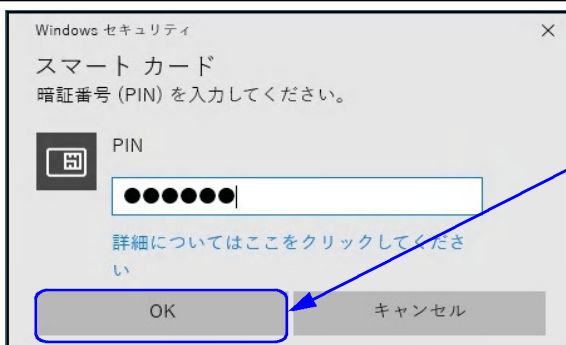 Windows セキュリティ
スマート カード
暗証番号 (PIN) を入力してください。
PIN
●●●●●●
詳細についてはここをクリックしてくださ
い
OK
キャンセル